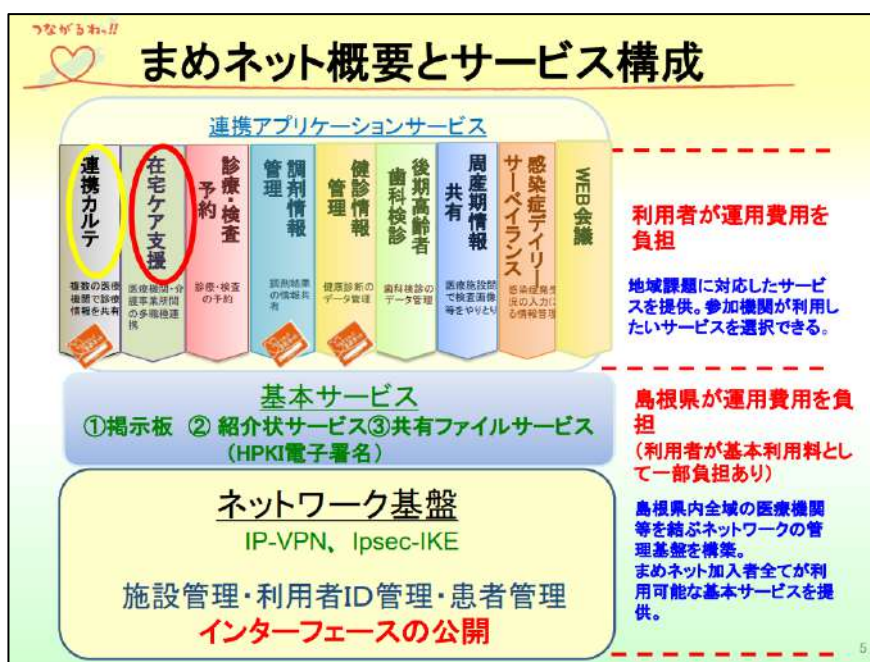 つながるわっ!!
まめネット概要とサービス構成
連携アプリケーションサービス
連携カルテ
複数の医療
機関で診療
情報を共有
在宅ケア支援
医療機関・介
護事業所間
の多職種連
携
診療・検査
予約
診療・検査
の予約
調剤情報
管理
調剤結果
の情報共
有
健診情報
管理
健康診断の
データ管理
後期高齢者
歯科検診
歯科検診の
データ管理
周産期情報
共有
医療施設間
で検査画像
等をやりとり
感染症デイリー
サーベイランス
感染症発生
況の入力に
る情報管理
WEB会議
利用者が運用費用を
負担
地域課題に対応したサービ
スを提供。参加機関が利用し
たいサービスを選択できる。
基本サービス
①掲示板 ② 紹介状サービス③共有ファイルサービス
(HPKI電子署名)
島根県が運用費用を負
担
(利用者が基本利用料とし
て一部負担あり)
ネットワーク基盤
IP-VPN、Ipsec-IKE
施設管理・利用者ID管理・患者管理
インターフェースの公開
島根県内全域の医療機関
等を結ぶネットワークの管
理基盤を構築。
まめネット加入者全てが利
用可能な基本サービスを提
供。
5